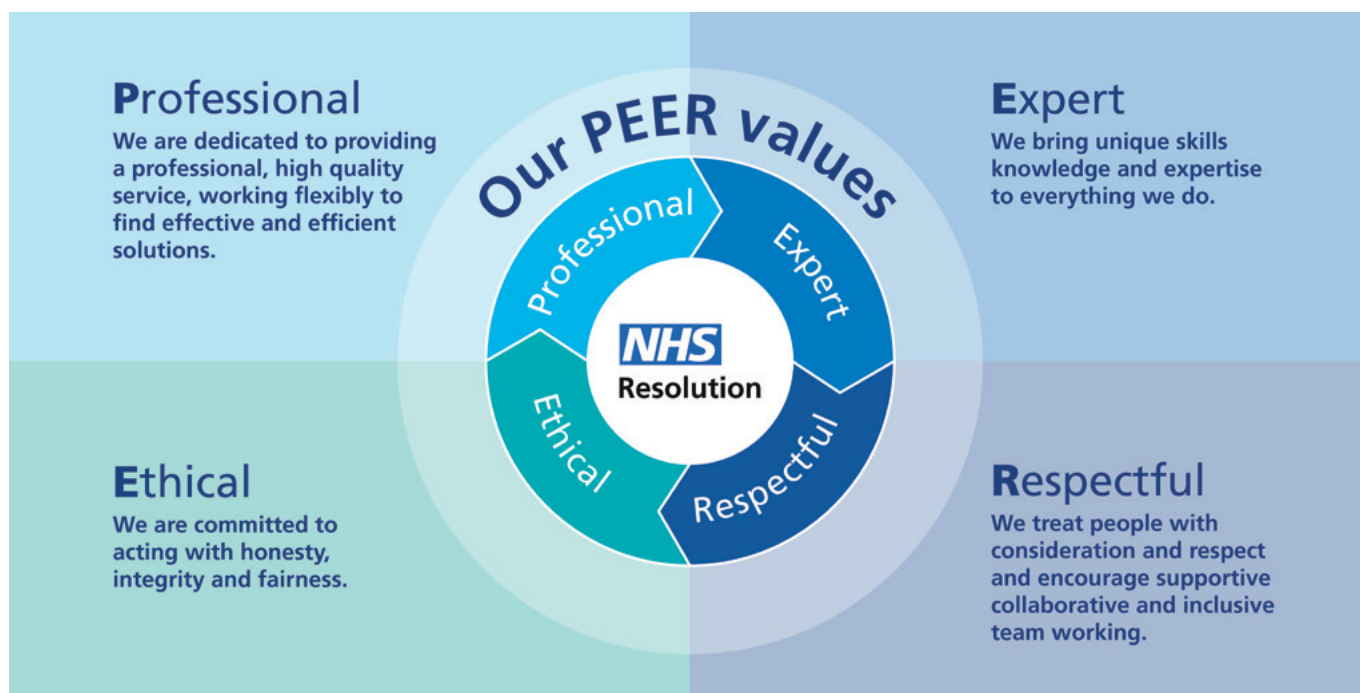 Our PEER values
Professional
We are dedicated to providing
a professional, high quality
service, working flexibly to
find effective and efficient
solutions.
Expert
We bring unique skills
knowledge and expertise
to everything we do.
Professional
Expert
NHS
Resolution
Ethical
Respectful
Ethical
We are committed to
acting with honesty,
integrity and fairness.
Respectful
We treat people with
consideration and respect
and encourage supportive
collaborative and inclusive
team working.